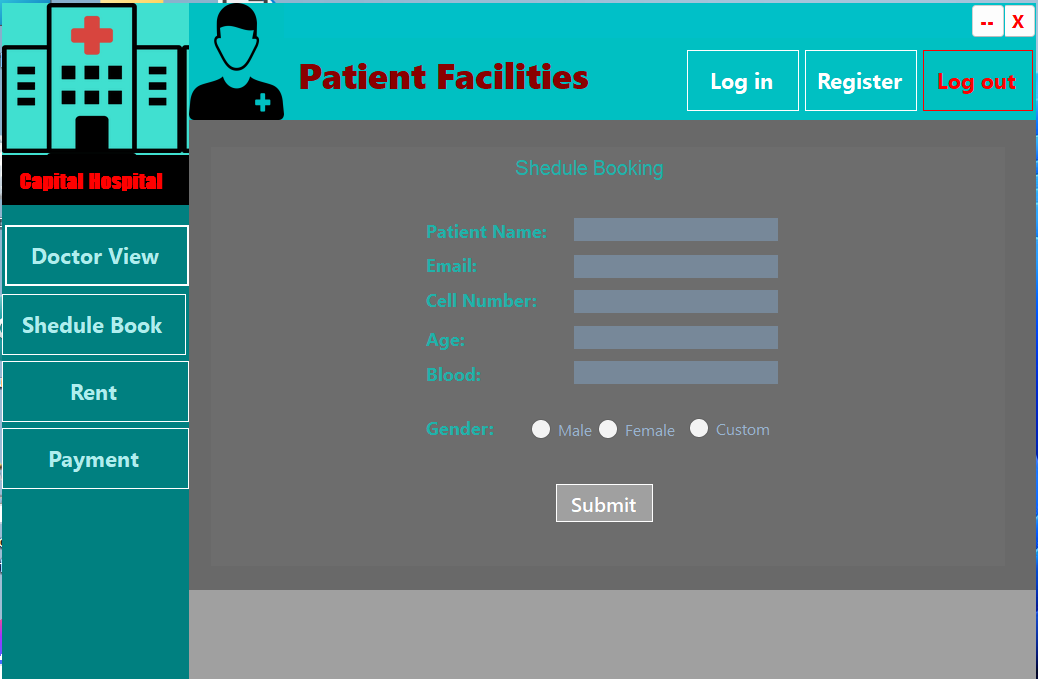 -- X
Patient Facilities
Log in Register Log out
Capital Hospital
Doctor View
Shedule Book
Rent
Payment
Shedule Booking
Patient Name:
Email:
Cell Number:
Age:
Blood:
Gender: Male Female Custom
Submit